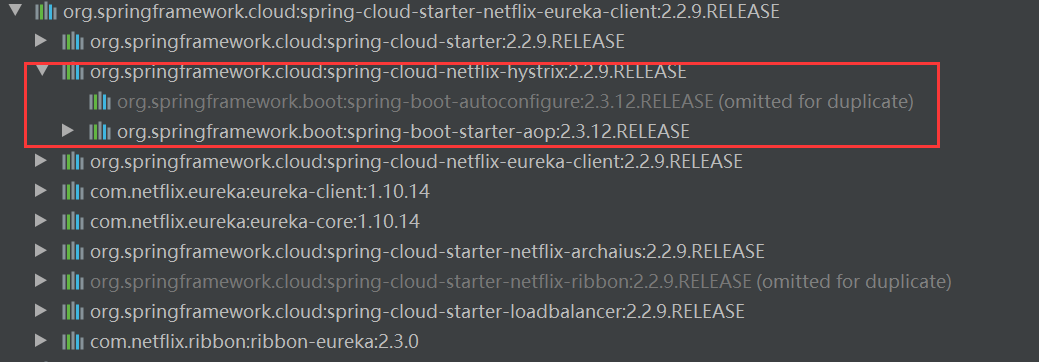 org.springframework.cloud:spring-cloud-starter-netflix-eureka-client:2.2.9.RELEASE
org.springframework.cloud:spring-cloud-starter:2.2.9.RELEASE
org.springframework.cloud:spring-cloud-netflix-hystrix:2.2.9.RELEASE
org.springframework.boot:spring-boot-autoconfigure:2.3.12.RELEASE (omitted for duplicate)
org.springframework.boot:spring-boot-starter-aop:2.3.12.RELEASE
org.springframework.cloud:spring-cloud-netflix-eureka-client:2.2.9.RELEASE
com.netflix.eureka:eureka-client:1.10.14
com.netflix.eureka:eureka-core:1.10.14
org.springframework.cloud:spring-cloud-starter-netflix-archaius:2.2.9.RELEASE
org.springframework.cloud:spring-cloud-starter-netflix-ribbon:2.2.9.RELEASE (omitted for duplicate)
org.springframework.cloud:spring-cloud-starter-loadbalancer:2.2.9.RELEASE
com.netflix.ribbon:ribbon-eureka:2.3.0